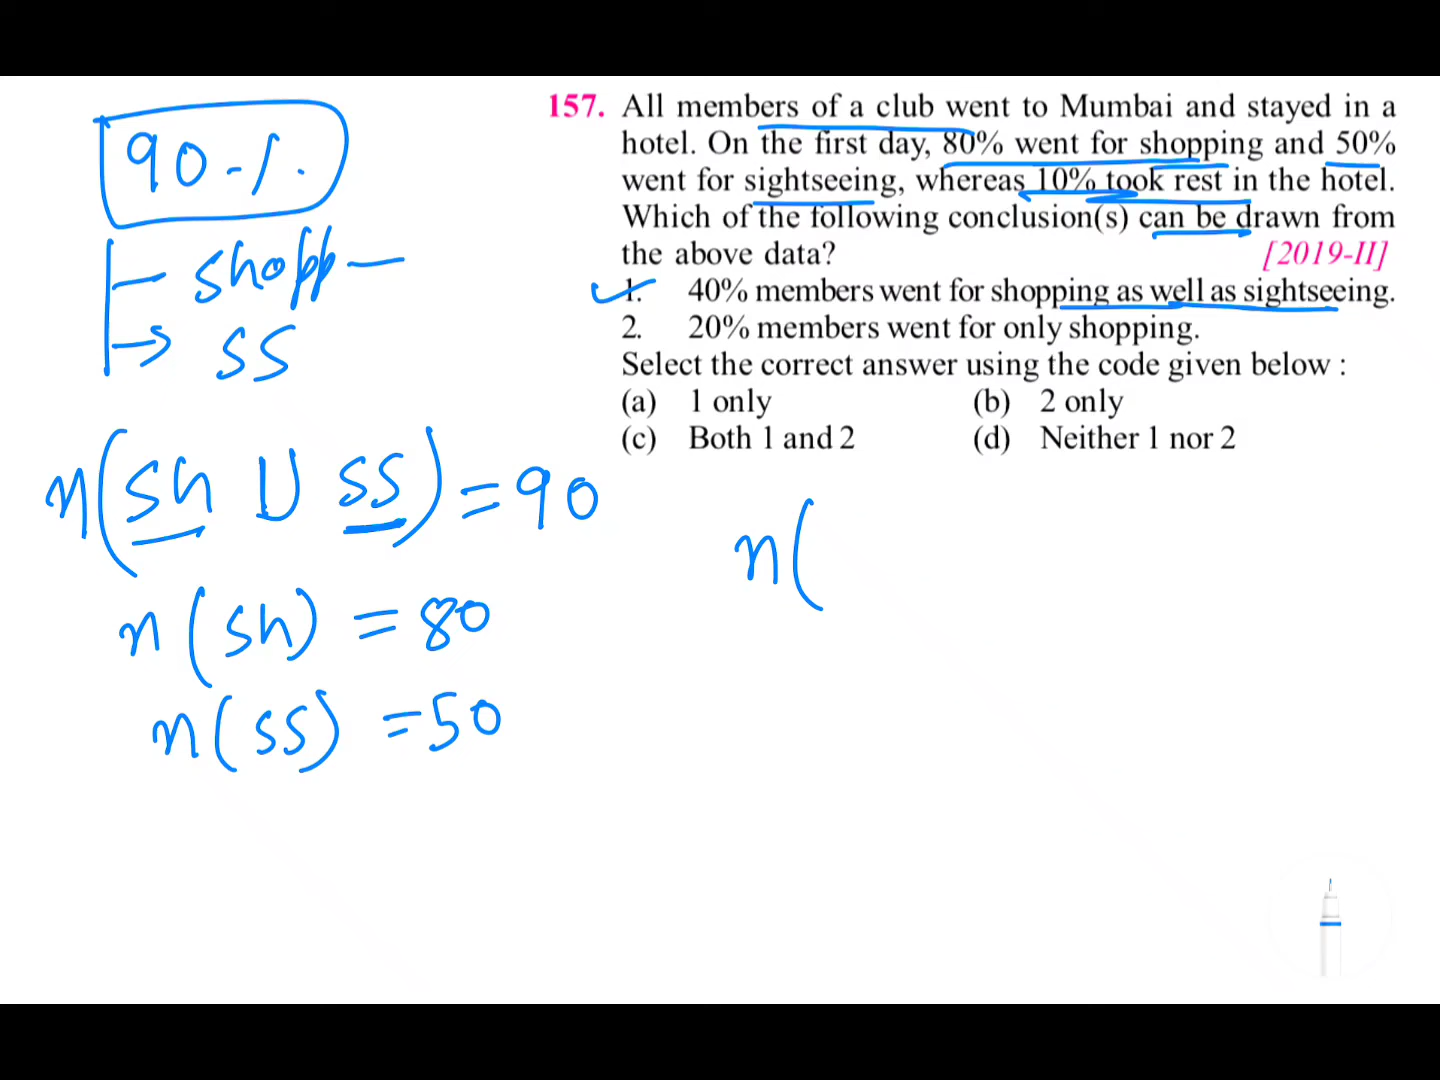 90-/.
shopp
ss
n(sh U ss) = 90
n(sh) = 80
n(ss) = 50
157. All members of a club went to Mumbai and stayed in a
hotel. On the first day, 80% went for shopping and 50%
went for sightseeing, whereas 10% took rest in the hotel.
Which of the following conclusion(s) can be drawn from
the above data? [2019-II]
1. 40% members went for shopping as well as sightseeing.
2. 20% members went for only shopping.
Select the correct answer using the code given below :
(a) 1 only (b) 2 only
(c) Both 1 and 2 (d) Neither 1 nor 2
n(